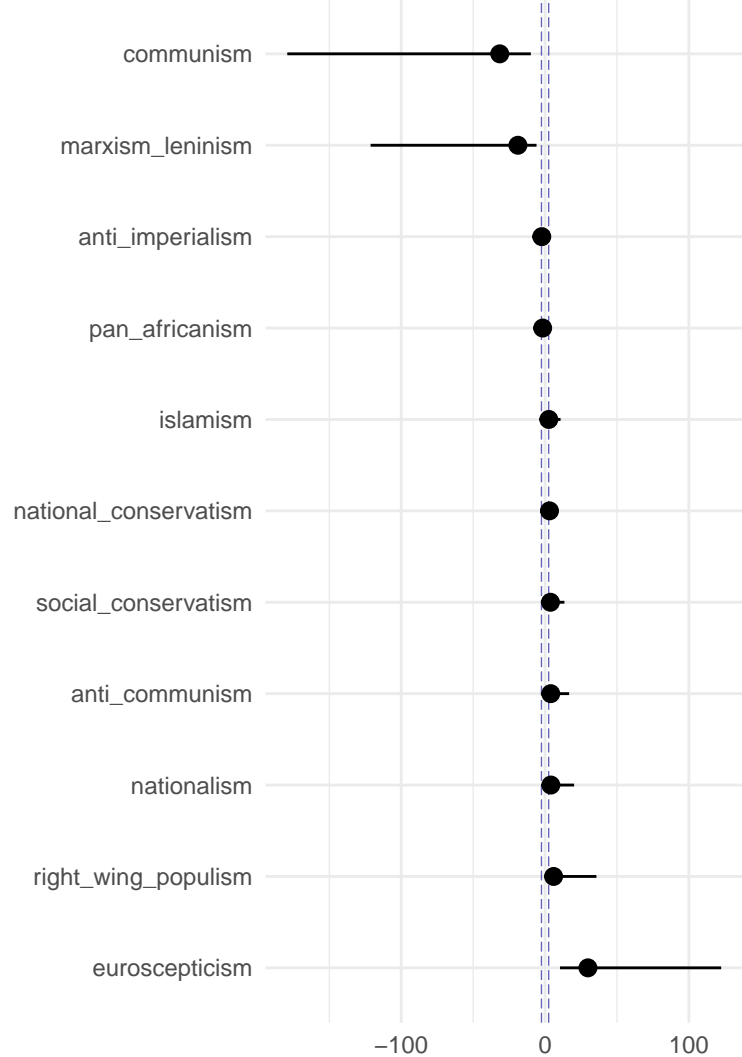 communism
marxism_leninism
anti_imperialism
pan_africanism
islamism
national_conservatism
social_conservatism
anti_communism
nationalism
right_wing_populism
euroscepticism
−100 0 100